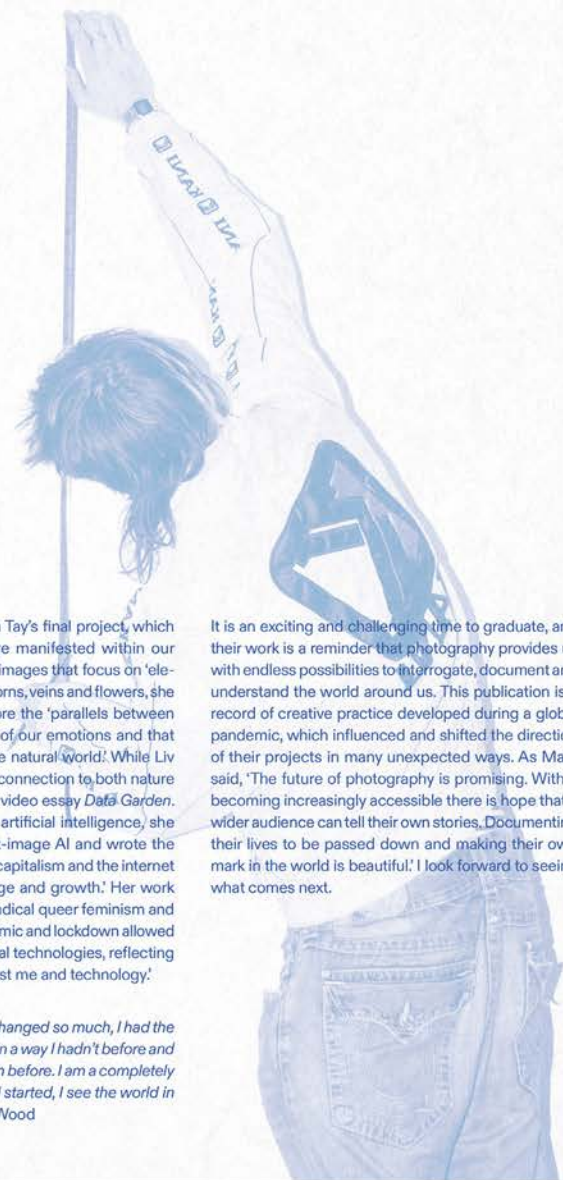 KANI
ANI
Tay's final project, which
re manifested within our
images that focus on 'ele-
orns, veins and flowers, she
ore the 'parallels between
of our emotions and that
e natural world.' While Liv
connection to both nature
video essay Data Garden.
artificial intelligence, she
-image AI and wrote the
capitalism and the internet
ge and growth.' Her work
dical queer feminism and
mic and lockdown allowed
al technologies, reflecting
st me and technology.'
hanged so much, I had the
n a way I hadn't before and
n before. I am a completely
I started, I see the world in
Wood
It is an exciting and challenging time to graduate, an
their work is a reminder that photography provides
with endless possibilities to interrogate, document an
understand the world around us. This publication is
record of creative practice developed during a glob
pandemic, which influenced and shifted the directi
of their projects in many unexpected ways. As Ma
said, 'The future of photography is promising. With
becoming increasingly accessible there is hope that
wider audience can tell their own stories. Documentin
their lives to be passed down and making their ow
mark in the world is beautiful.' I look forward to seein
what comes next.